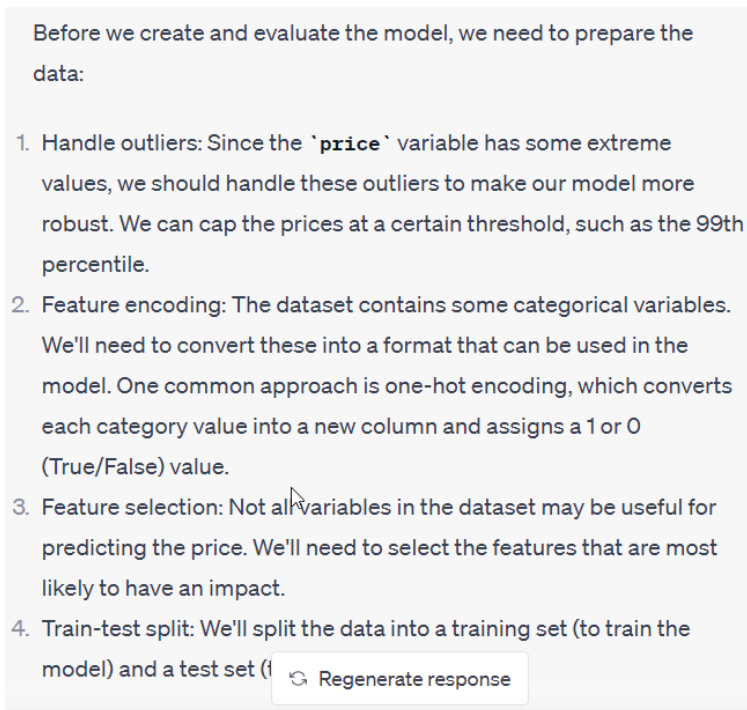 Before we create and evaluate the model, we need to prepare the
data:
1. Handle outliers: Since the `price` variable has some extreme
values, we should handle these outliers to make our model more
robust. We can cap the prices at a certain threshold, such as the 99th
percentile.
2. Feature encoding: The dataset contains some categorical variables.
We'll need to convert these into a format that can be used in the
model. One common approach is one-hot encoding, which converts
each category value into a new column and assigns a 1 or 0
(True/False) value.
3. Feature selection: Not all variables in the dataset may be useful for
predicting the price. We'll need to select the features that are most
likely to have an impact.
4. Train-test split: We'll split the data into a training set (to train the
model) and a test set (
Regenerate response